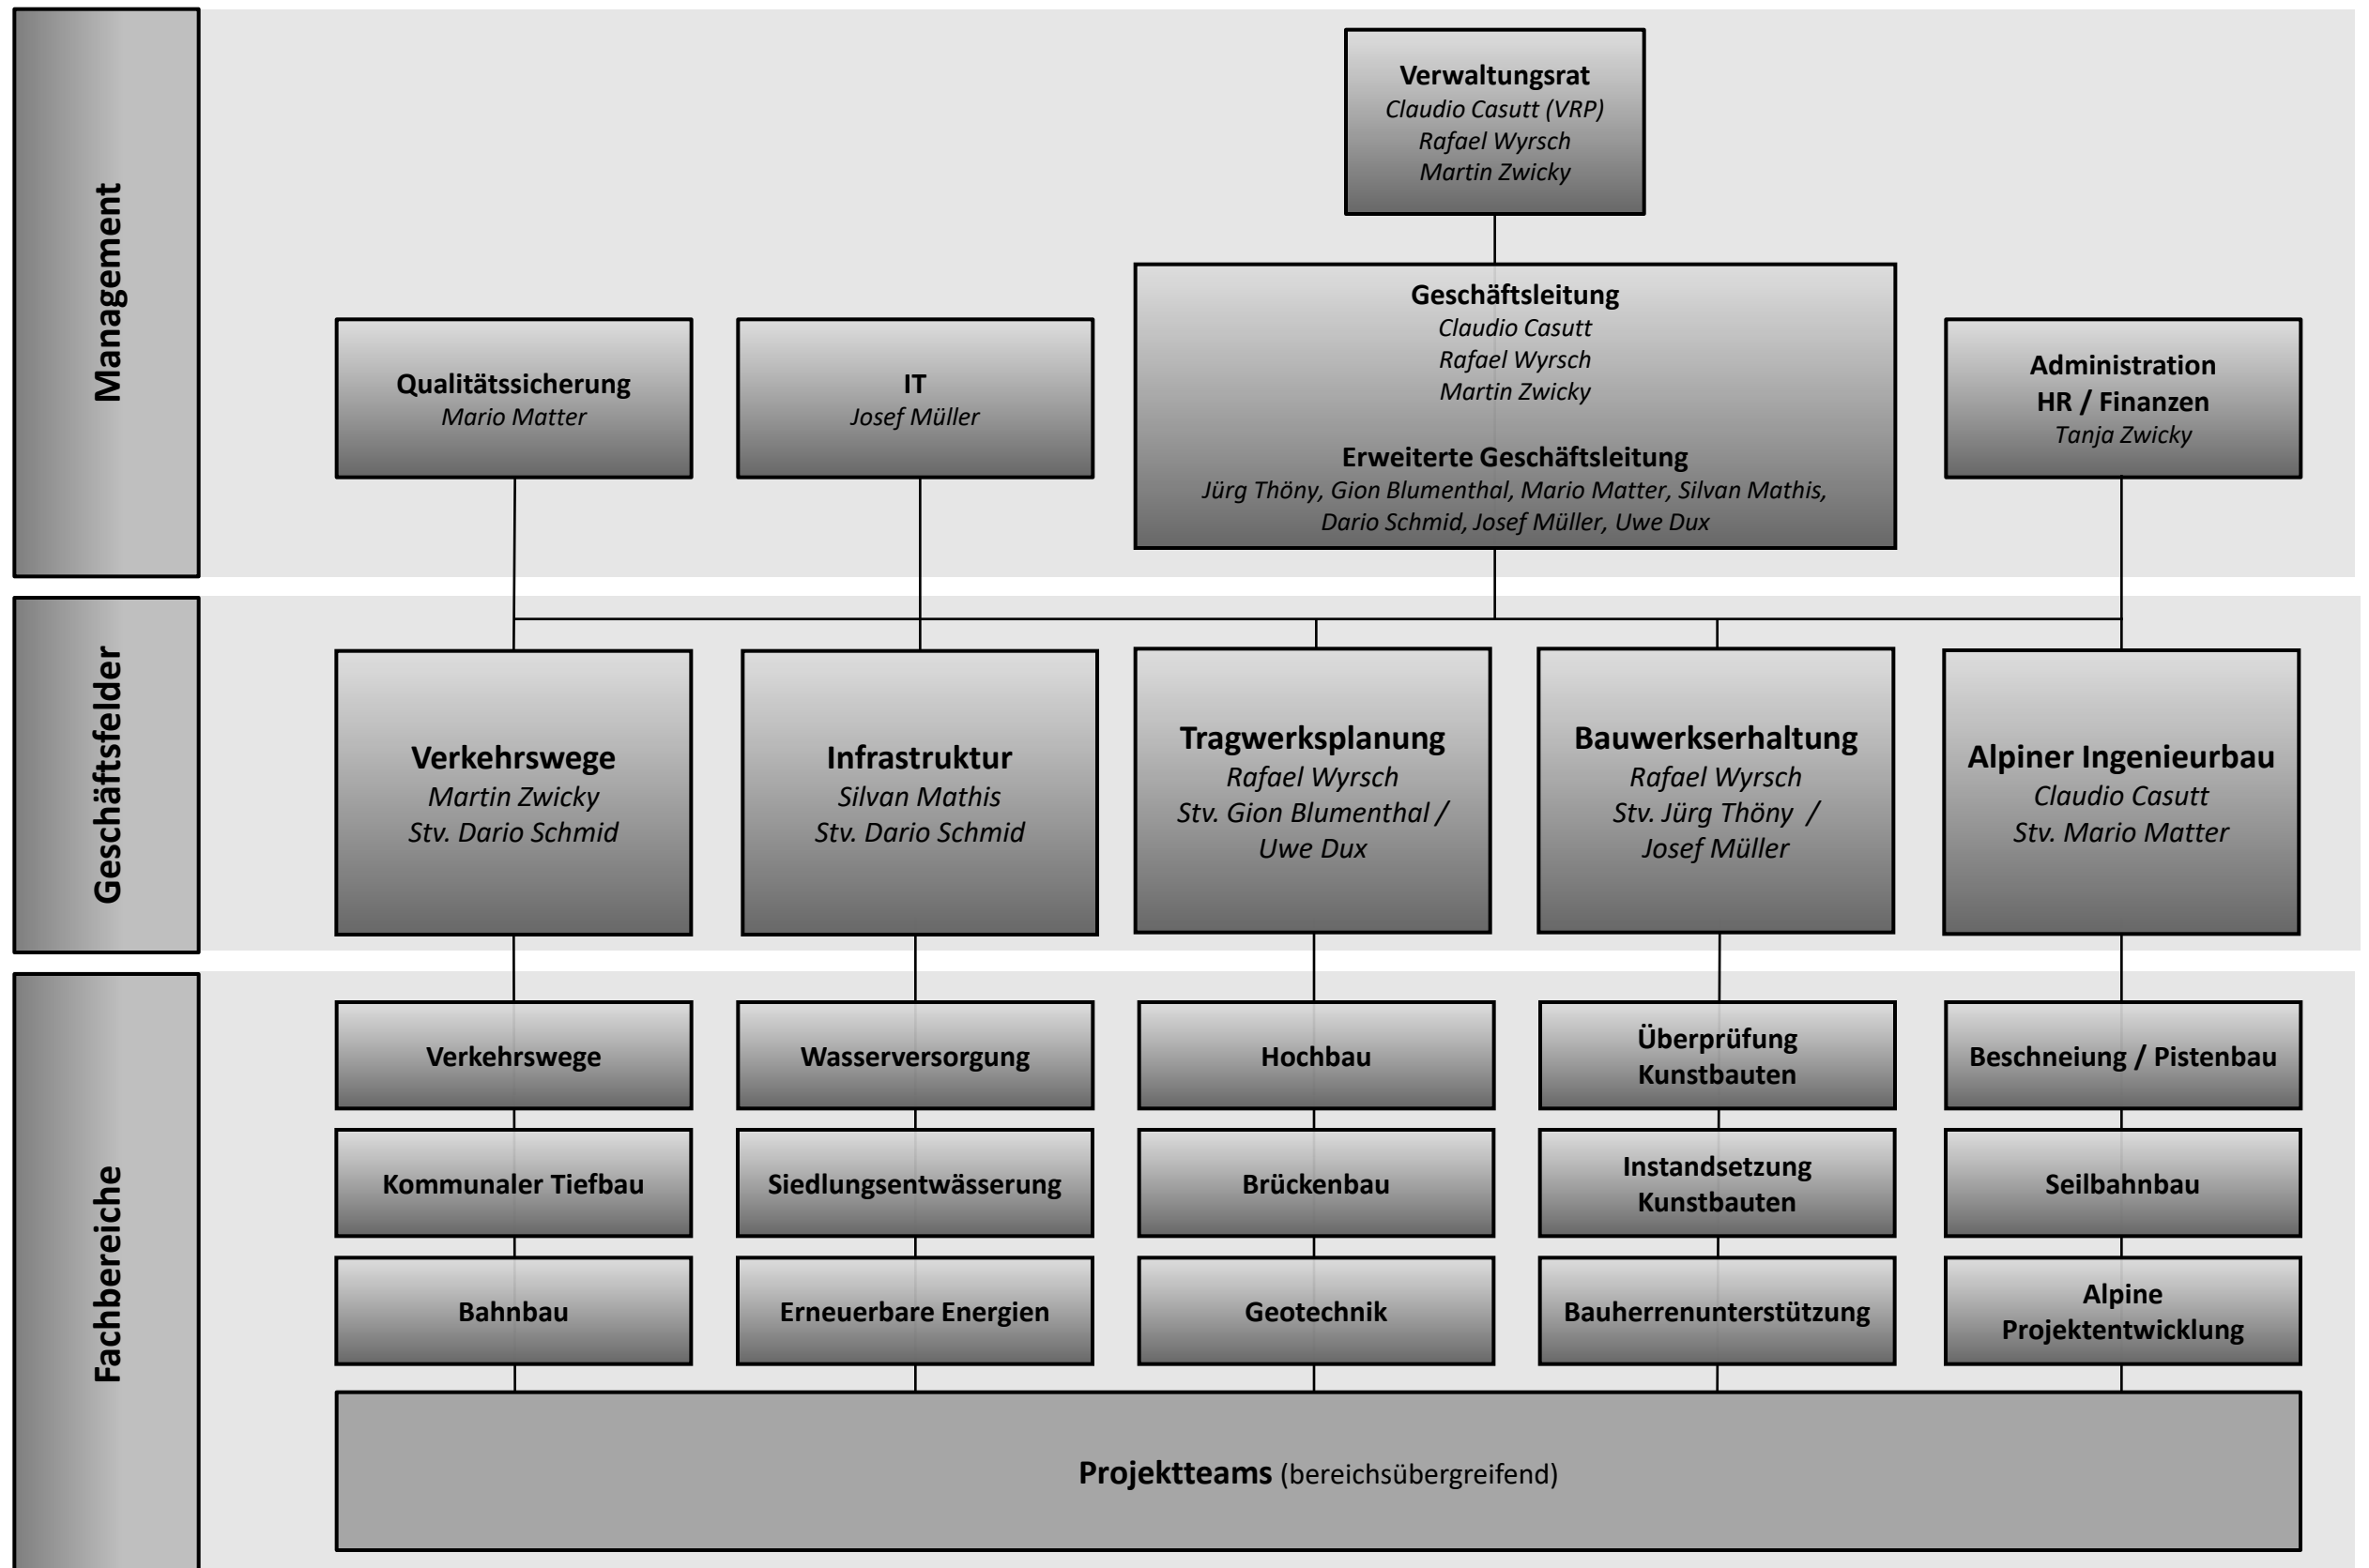 Management
Verwaltungsrat
Claudio Casutt (VRP)
Rafael Wyrsch
Martin Zwicky
Geschäftsleitung
Claudio Casutt
Rafael Wyrsch
Martin Zwicky
Erweiterte Geschäftsleitung
Jürg Thöny, Gion Blumenthal, Mario Matter, Silvan Mathis,
Dario Schmid, Josef Müller, Uwe Dux
Qualitätssicherung
Mario Matter
IT
Josef Müller
Administration
HR / Finanzen
Tanja Zwicky
Geschäftsfelder
Verkehrswege
Martin Zwicky
Stv. Dario Schmid
Infrastruktur
Silvan Mathis
Stv. Dario Schmid
Tragwerksplanung
Rafael Wyrsch
Stv. Gion Blumenthal /
Uwe Dux
Bauwerkserhaltung
Rafael Wyrsch
Stv. Jürg Thöny /
Josef Müller
Alpiner Ingenieurbau
Claudio Casutt
Stv. Mario Matter
Fachbereiche
Verkehrswege
Wasserversorgung
Hochbau
Überprüfung
Kunstbauten
Beschneiung / Pistenbau
Kommunaler Tiefbau
Siedlungsentwässerung
Brückenbau
Instandsetzung
Kunstbauten
Seilbahnbau
Bahnbau
Erneuerbare Energien
Geotechnik
Bauherrenunterstützung
Alpine
Projektentwicklung
Projektteams (bereichsübergreifend)